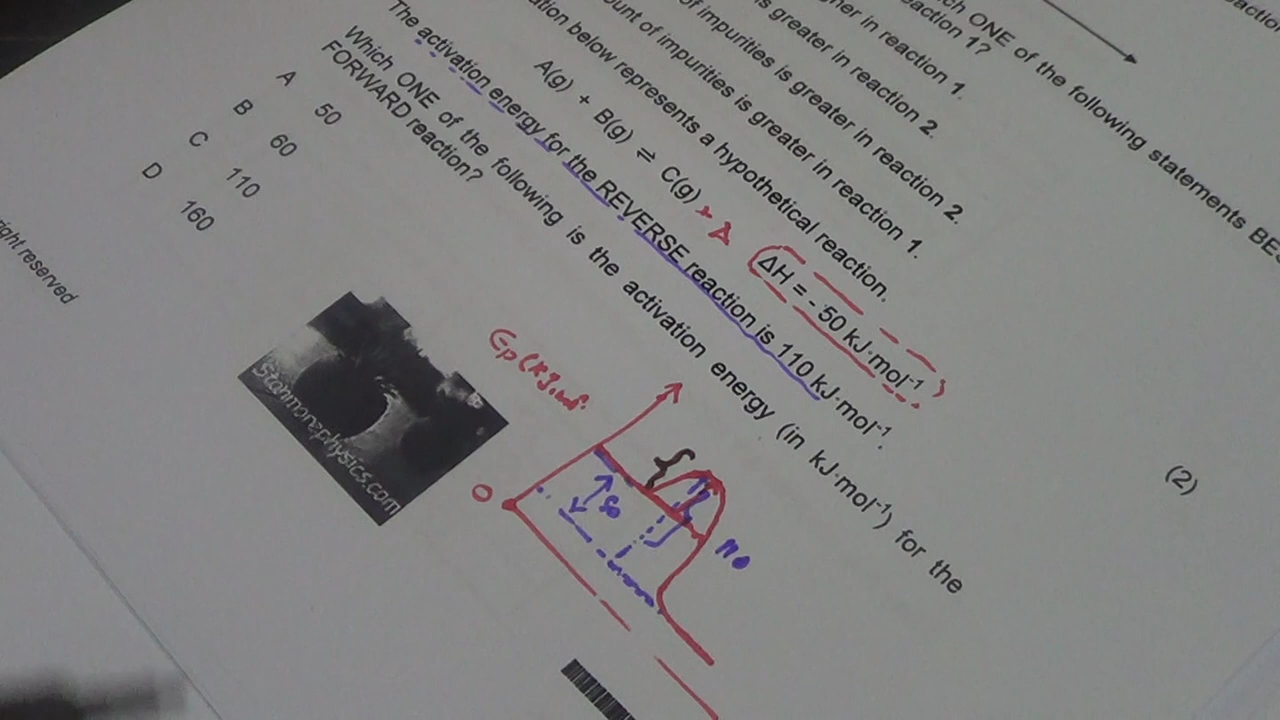 ch ONE of the following statements BES
eaction 1?
her in reaction 1.
is greater in reaction 2.
of impurities is greater in reaction 2.
ount of impurities is greater in reaction 1.
ation below represents a hypothetical reaction.
A(g) + B(g) ⇌ C(g) ΔH = - 50 kJ·mol⁻¹
The activation energy for the REVERSE reaction is 110 kJ·mol⁻¹.
Which ONE of the following is the activation energy (in kJ·mol⁻¹) for the
FORWARD reaction?
A 50
B 60
C 110
D 160
(2)
right reserved
Stanmorephysics.com
0
50
110